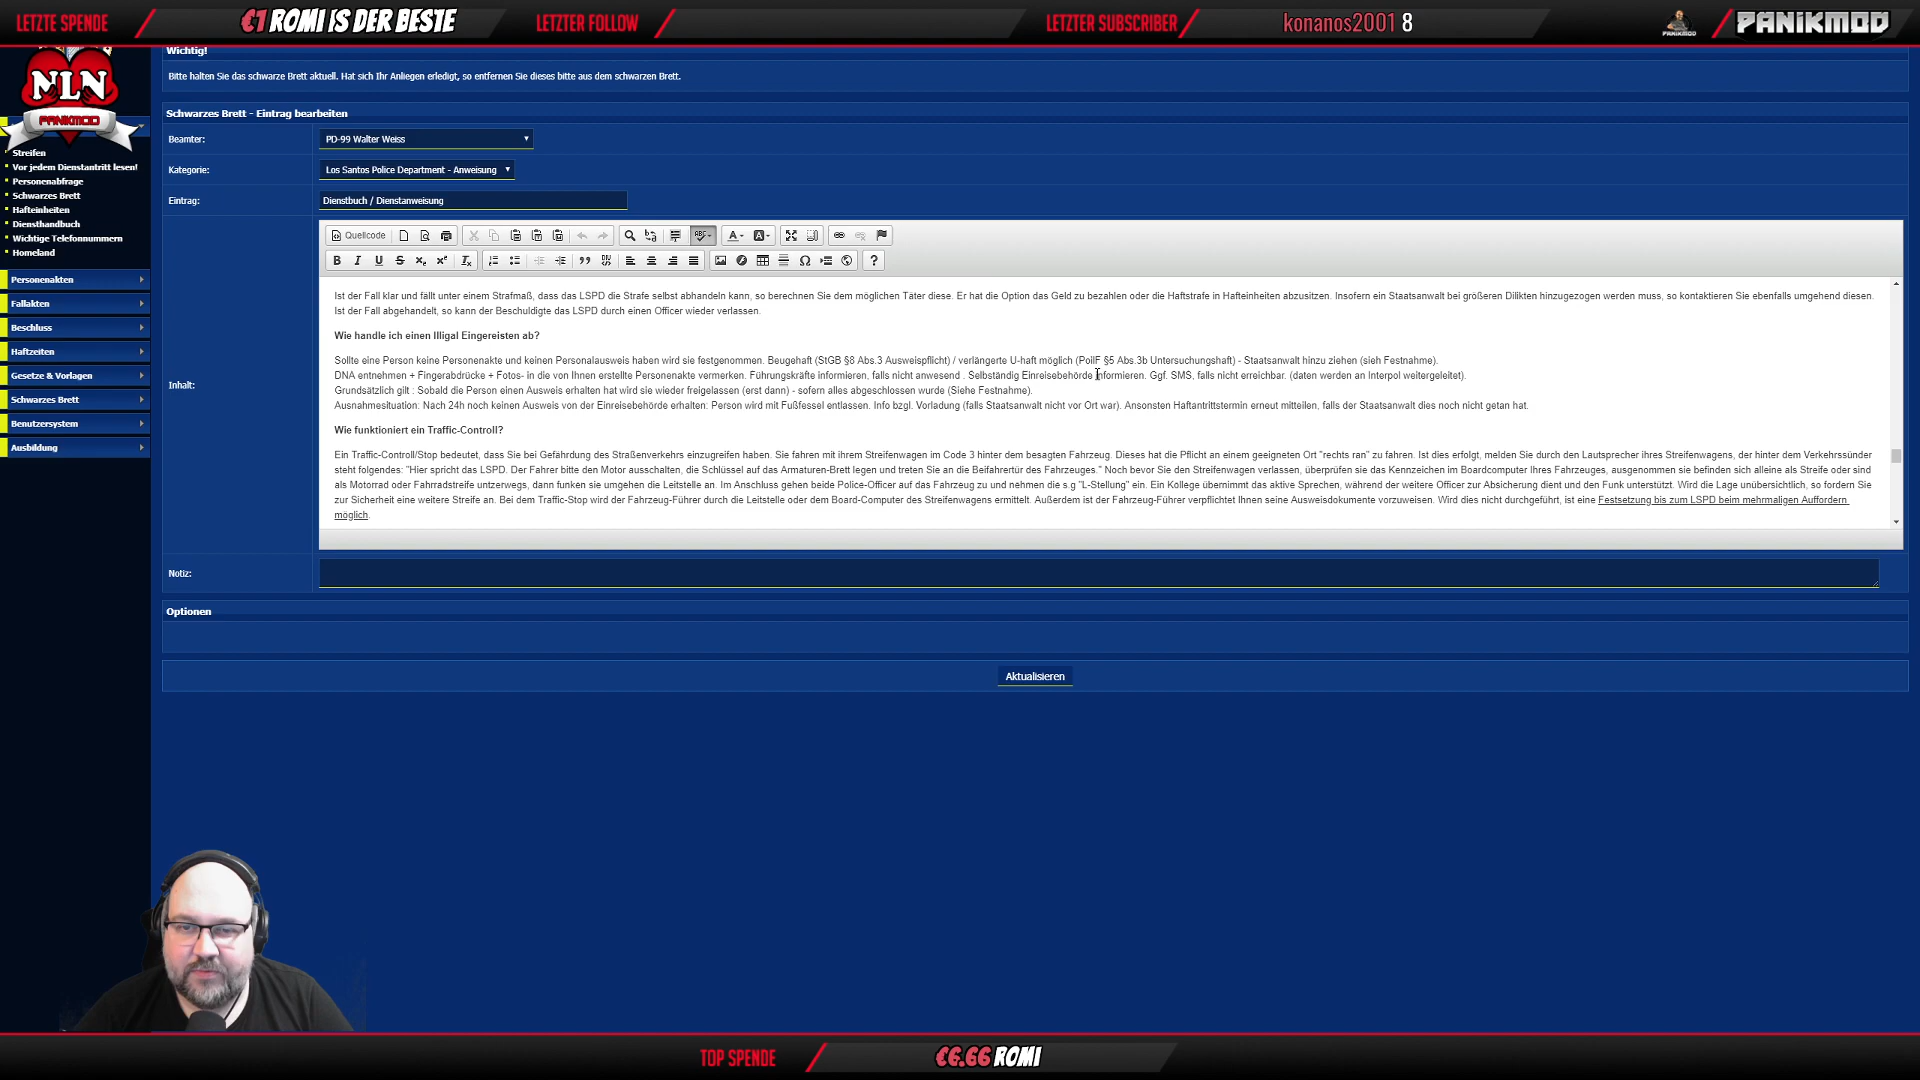 LETZTE SPENDE
€7 ROMI IS DER BESTE
LETZTER FOLLOW
LETZTER SUBSCRIBER
konanos2001 8
PANIKMOD
PANIKMOD
NLN
PANIKMOD
Wichtig!
Bitte halten Sie das schwarze Brett aktuell. Hat sich Ihr Anliegen erledigt, so entfernen Sie dieses bitte aus dem schwarzen Brett.
Streifen
Vor jedem Dienstantritt lesen!
Personenabfrage
Schwarzes Brett
Hafteinheiten
Diensthandbuch
Wichtige Telefonnummern
Homeland
Personenakten
Fallakten
Beschluss
Haftzeiten
Gesetze & Vorlagen
Schwarzes Brett
Benutzersystem
Ausbildung
Schwarzes Brett - Eintrag bearbeiten
Beamter:
PD-99 Walter Weiss
Kategorie:
Los Santos Police Department - Anweisung
Eintrag:
Dienstbuch / Dienstanweisung
Inhalt:
Quellcode
Ist der Fall klar und fällt unter einem Strafmaß, dass das LSPD die Strafe selbst abhandeln kann, so berechnen Sie dem möglichen Täter diese. Er hat die Option das Geld zu bezahlen oder die Haftstrafe in Hafteinheiten abzusitzen. Insofern ein Staatsanwalt bei größeren Dilikten hinzugezogen werden muss, so kontaktieren Sie ebenfalls umgehend diesen.
Ist der Fall abgehandelt, so kann der Beschuldigte das LSPD durch einen Officer wieder verlassen.
Wie handle ich einen Illigal Eingereisten ab?
Sollte eine Person keine Personenakte und keinen Personalausweis haben wird sie festgenommen. Beugehaft (StGB §8 Abs.3 Ausweispflicht) / verlängerte U-haft möglich (PoilF §5 Abs.3b Untersuchungshaft) - Staatsanwalt hinzu ziehen (sieh Festnahme).
DNA entnehmen + Fingerabdrücke + Fotos- in die von Ihnen erstellte Personenakte vermerken. Führungskräfte informieren, falls nicht anwesend . Selbständig Einreisebehörde informieren. Ggf. SMS, falls nicht erreichbar. (daten werden an Interpol weitergeleitet).
Grundsätzlich gilt : Sobald die Person einen Ausweis erhalten hat wird sie wieder freigelassen (erst dann) - sofern alles abgeschlossen wurde (Siehe Festnahme).
Ausnahmesituation: Nach 24h noch keinen Ausweis von der Einreisebehörde erhalten: Person wird mit Fußfessel entlassen. Info bzgl. Vorladung (falls Staatsanwalt nicht vor Ort war). Ansonsten Haftantrittstermin erneut mitteilen, falls der Staatsanwalt dies noch nicht getan hat.
Wie funktioniert ein Traffic-Controll?
Ein Traffic-Controll/Stop bedeutet, dass Sie bei Gefährdung des Straßenverkehrs einzugreifen haben. Sie fahren mit ihrem Streifenwagen im Code 3 hinter dem besagten Fahrzeug. Dieses hat die Pflicht an einem geeigneten Ort "rechts ran" zu fahren. Ist dies erfolgt, melden Sie durch den Lautsprecher ihres Streifenwagens, der hinter dem Verkehrssünder
steht folgendes: "Hier spricht das LSPD. Der Fahrer bitte den Motor ausschalten, die Schlüssel auf das Armaturen-Brett legen und treten Sie an die Beifahrertür des Fahrzeuges." Noch bevor Sie den Streifenwagen verlassen, überprüfen sie das Kennzeichen im Boardcomputer Ihres Fahrzeuges, ausgenommen sie befinden sich alleine als Streife oder sind
als Motorrad oder Fahrradstreife untzerwegs, dann funken sie umgehen die Leitstelle an. Im Anschluss gehen beide Police-Officer auf das Fahrzeug zu und nehmen die s.g "L-Stellung" ein. Ein Kollege übernimmt das aktive Sprechen, während der weitere Officer zur Absicherung dient und den Funk unterstützt. Wird die Lage unübersichtlich, so fordern Sie
zur Sicherheit eine weitere Streife an. Bei dem Traffic-Stop wird der Fahrzeug-Führer durch die Leitstelle oder dem Board-Computer des Streifenwagens ermittelt. Außerdem ist der Fahrzeug-Führer verpflichtet Ihnen seine Ausweisdokumente vorzuweisen. Wird dies nicht durchgeführt, ist eine Festsetzung bis zum LSPD beim mehrmaligen Auffordern
möglich.
Notiz:
Optionen
Aktualisieren
TOP SPENDE
€6.66 ROMI